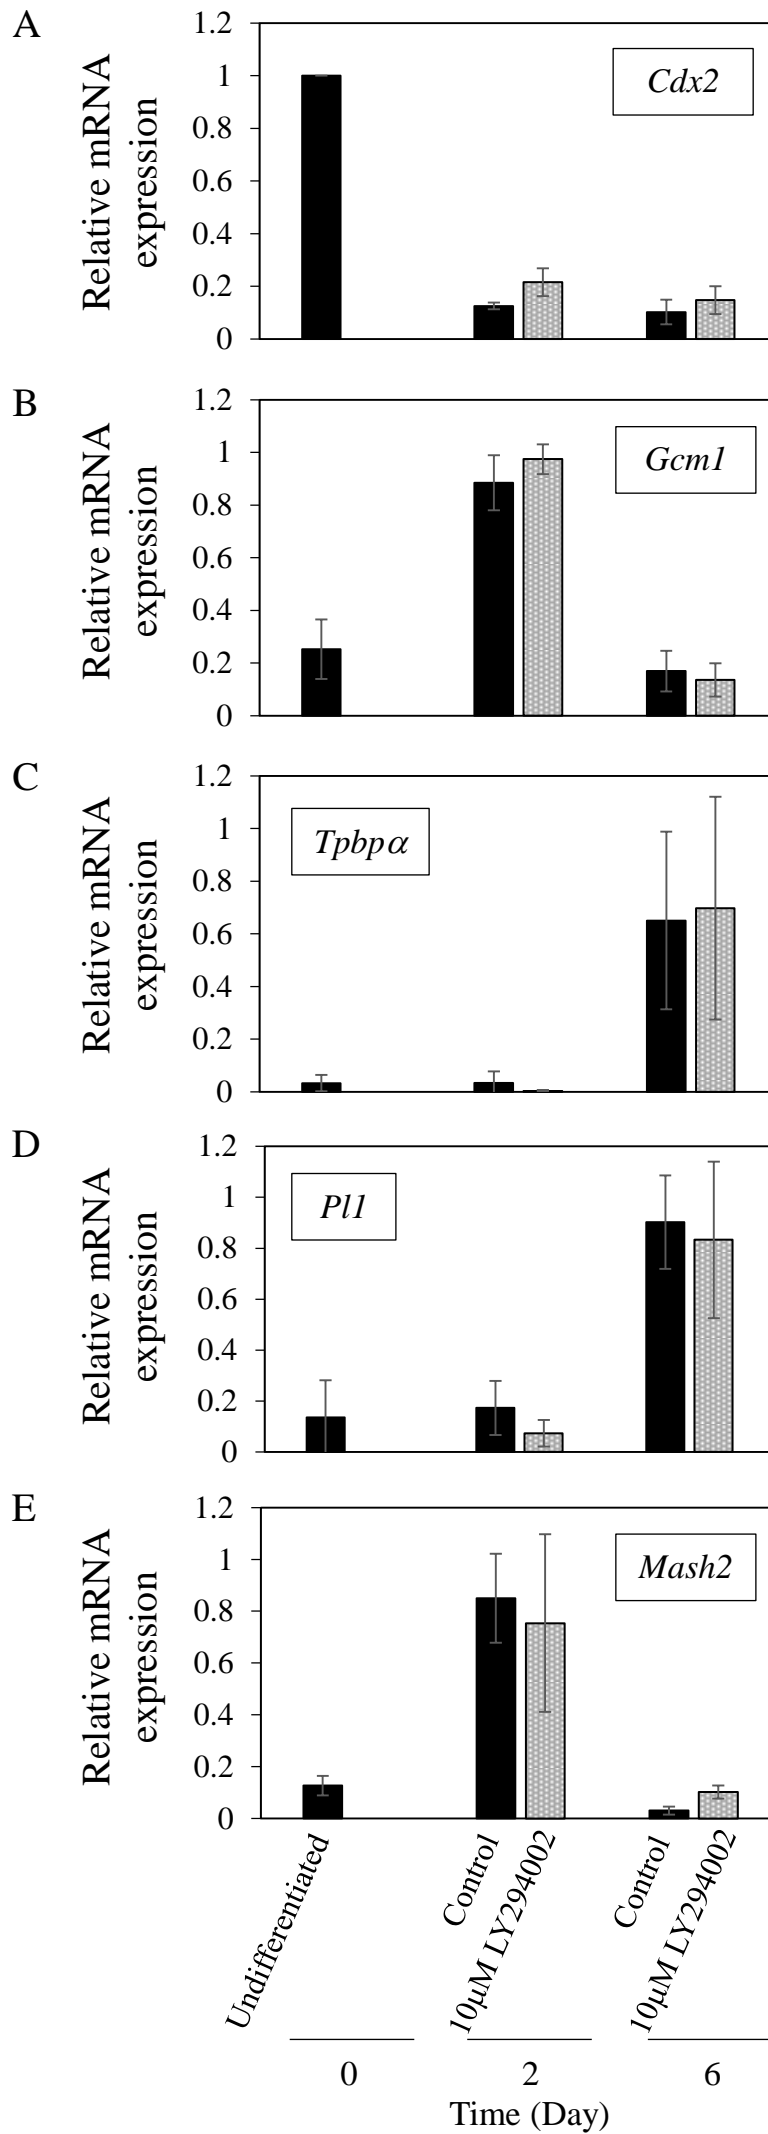 A
Relative mRNA
expression
1.2
1
0.8
0.6
0.4
0.2
0
Cdx2
B
Relative mRNA
expression
1.2
1
0.8
0.6
0.4
0.2
0
Gcm1
C
Relative mRNA
expression
1.2
1
0.8
0.6
0.4
0.2
0
Tpbpα
D
Relative mRNA
expression
1.2
1
0.8
0.6
0.4
0.2
0
Pl1
E
Relative mRNA
expression
1.2
1
0.8
0.6
0.4
0.2
0
Mash2
Undifferentiated
Control
10μM LY294002
Control
10μM LY294002
0
2
6
Time (Day)